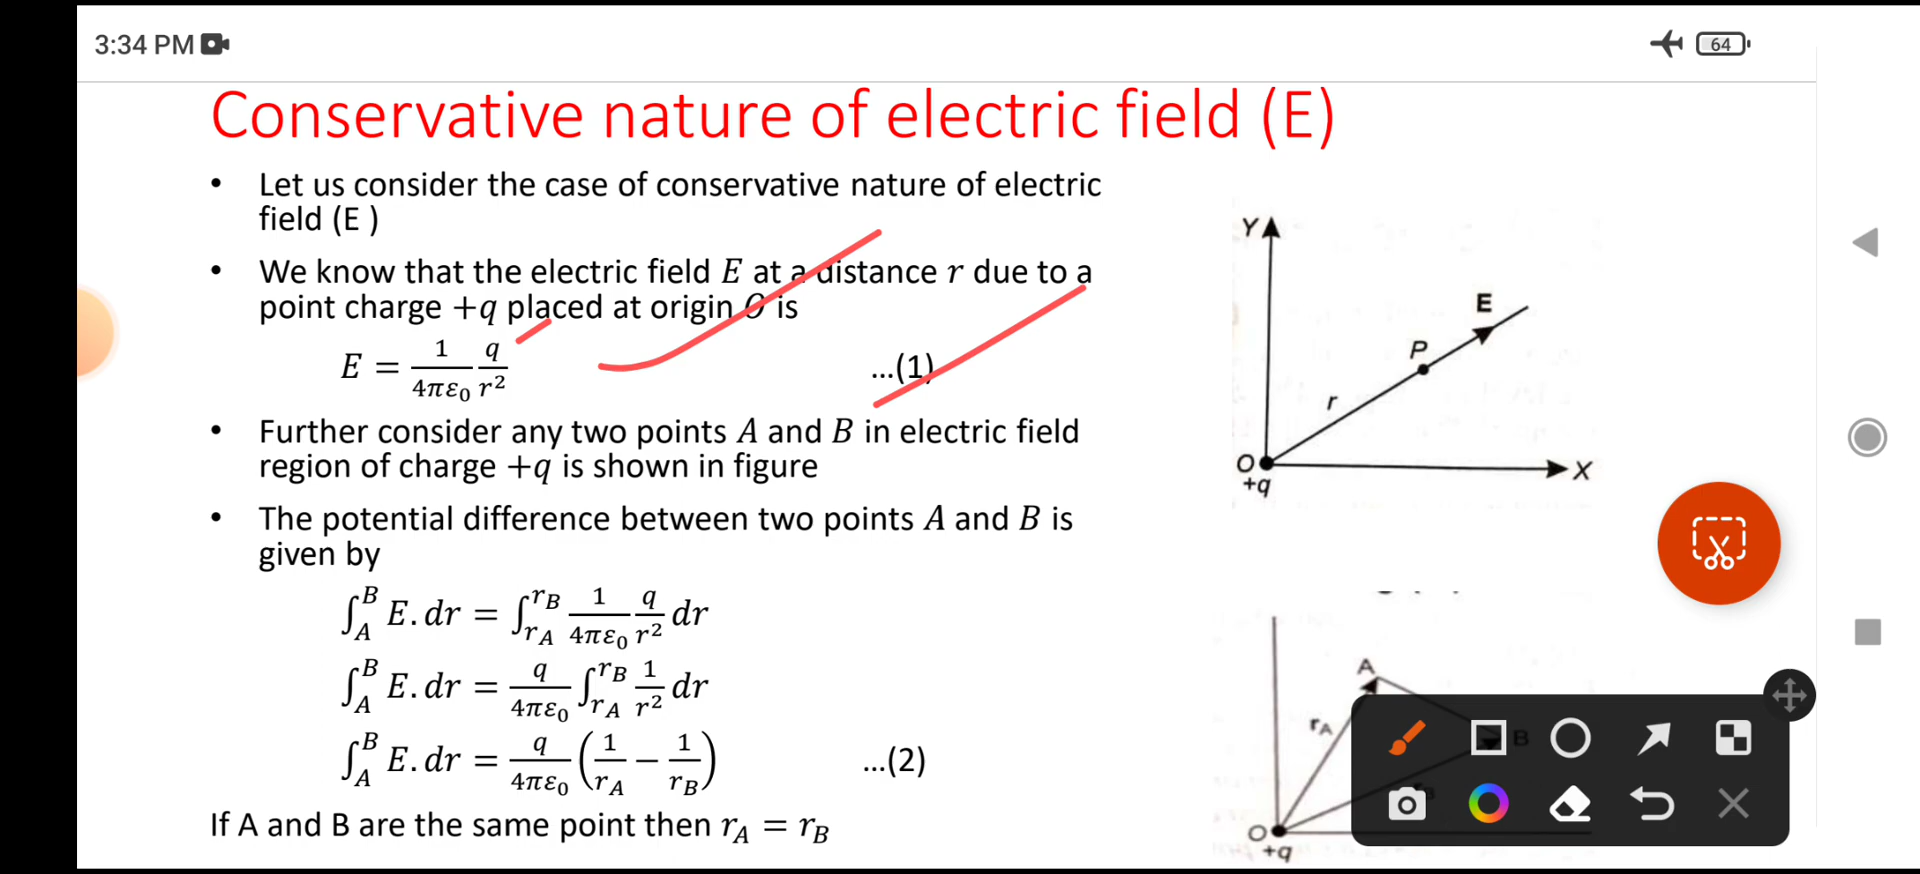 3:34 PM
64
Conservative nature of electric field (E)
• Let us consider the case of conservative nature of electric
field (E )
• We know that the electric field E at a distance r due to a
point charge +q placed at origin O is
E = 1/4πε₀ q/r² ...(1)
• Further consider any two points A and B in electric field
region of charge +q is shown in figure
• The potential difference between two points A and B is
given by
∫_A^B E. dr = ∫_{r_A}^{r_B} 1/4πε₀ q/r² dr
∫_A^B E. dr = q/4πε₀ ∫_{r_A}^{r_B} 1/r² dr
∫_A^B E. dr = q/4πε₀ (1/r_A − 1/r_B) ...(2)
If A and B are the same point then r_A = r_B
Y
E
P
r
O
X
+q
A
r_A
B
O
+q